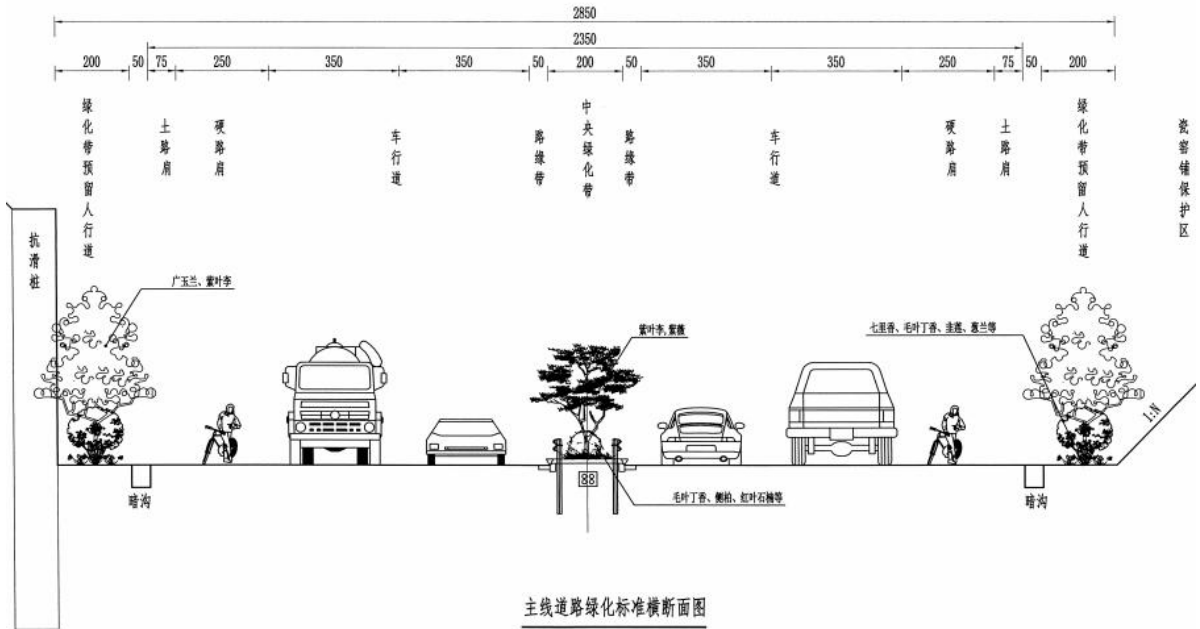 2850
2350
200 50 75 250 350 350 50 200 50 350 350 250 75 50 200
绿化带预留人行道
土路肩
硬路肩
车行道
路缘带
中央绿化带
路缘带
车行道
硬路肩
土路肩
绿化带预留人行道
瓷窑铺保护区
抗滑桩
广玉兰、紫叶李
紫叶李,紫薇
七里香、毛叶丁香、韭莲、葱兰等
1:N
暗沟
毛叶丁香、侧柏、红叶石楠等
暗沟
主线道路绿化标准横断面图